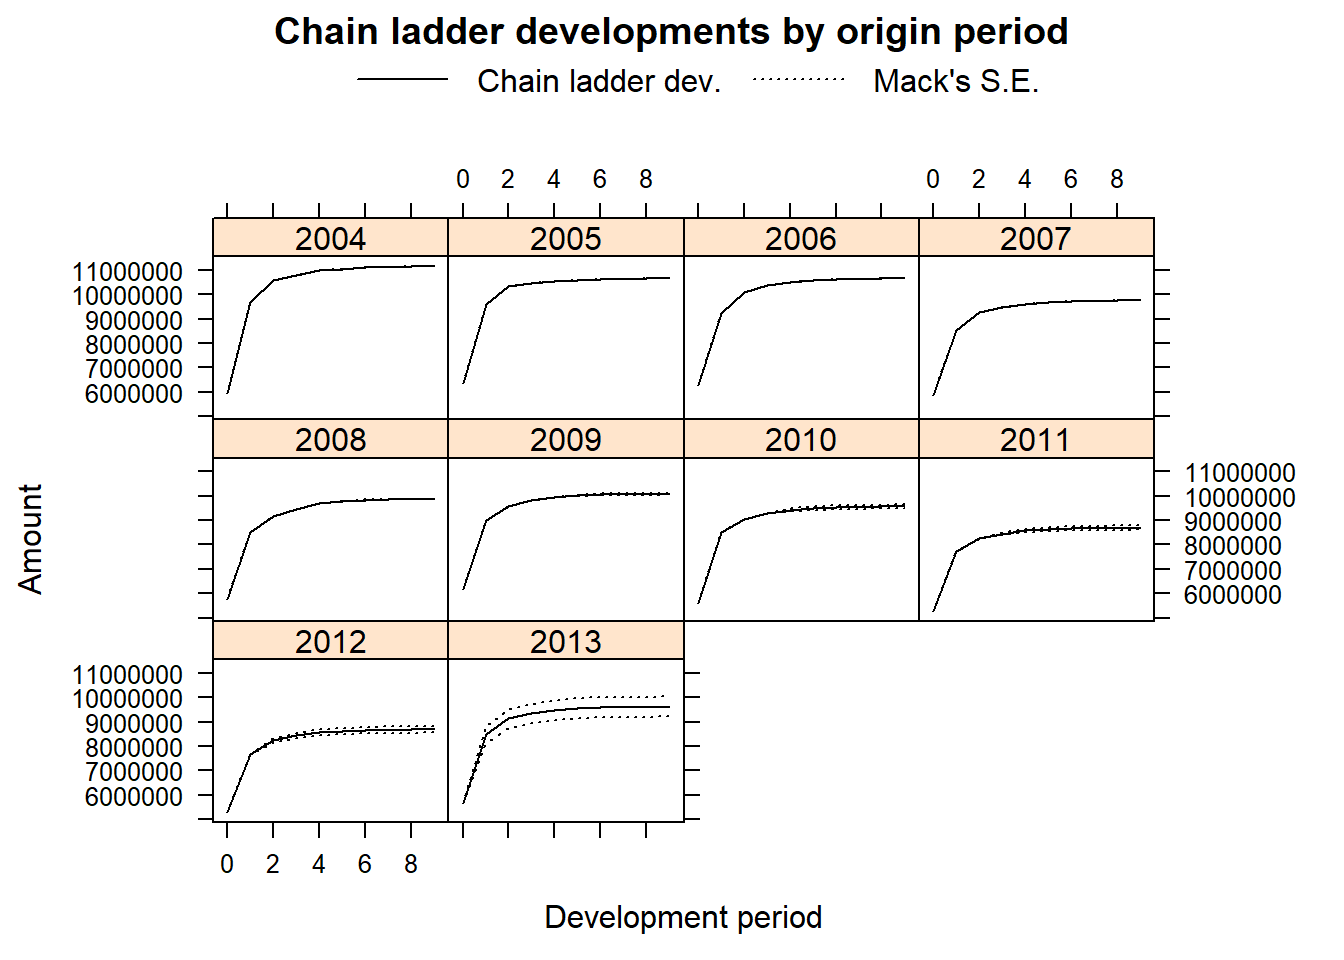 Chain ladder developments by origin period
Chain ladder dev. Mack's S.E.
0 2 4 6 8 0 2 4 6 8
2004 2005 2006 2007
11000000
10000000
9000000
8000000
7000000
6000000
2008 2009 2010 2011
11000000
10000000
9000000
8000000
7000000
6000000
Amount
2012 2013
11000000
10000000
9000000
8000000
7000000
6000000
0 2 4 6 8
Development period